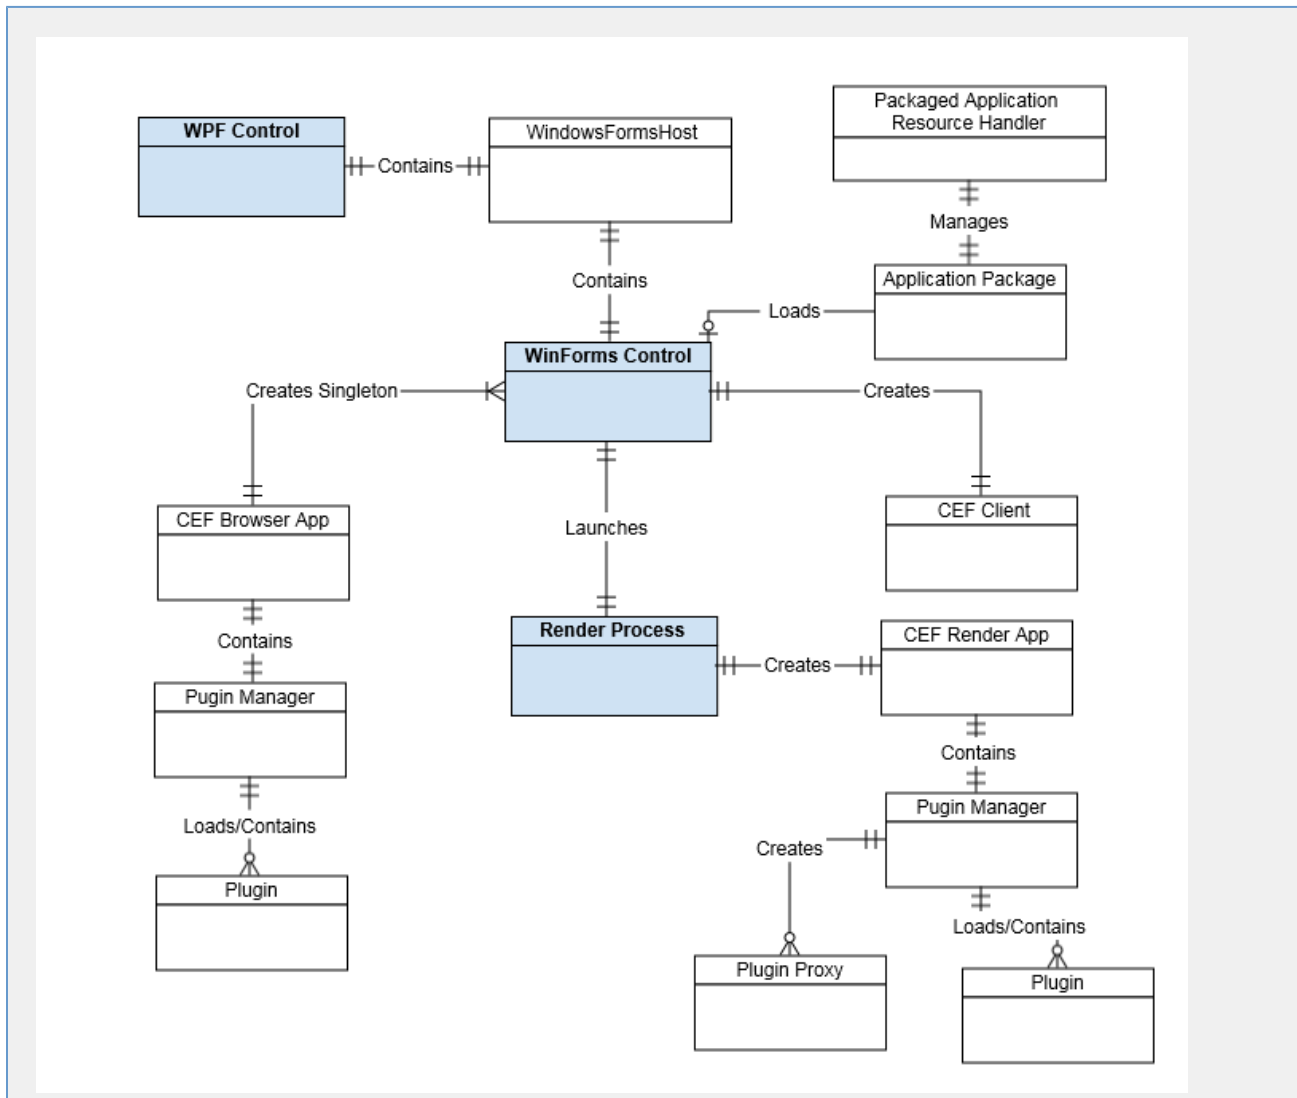 Packaged Application
Resource Handler
WPF Control
WindowsFormsHost
Contains
Manages
Contains
Application Package
Loads
WinForms Control
Creates Singleton
Creates
CEF Browser App
CEF Client
Launches
Render Process
CEF Render App
Contains
Creates
Pugin Manager
Contains
Pugin Manager
Loads/Contains
Creates
Plugin
Loads/Contains
Plugin Proxy
Plugin